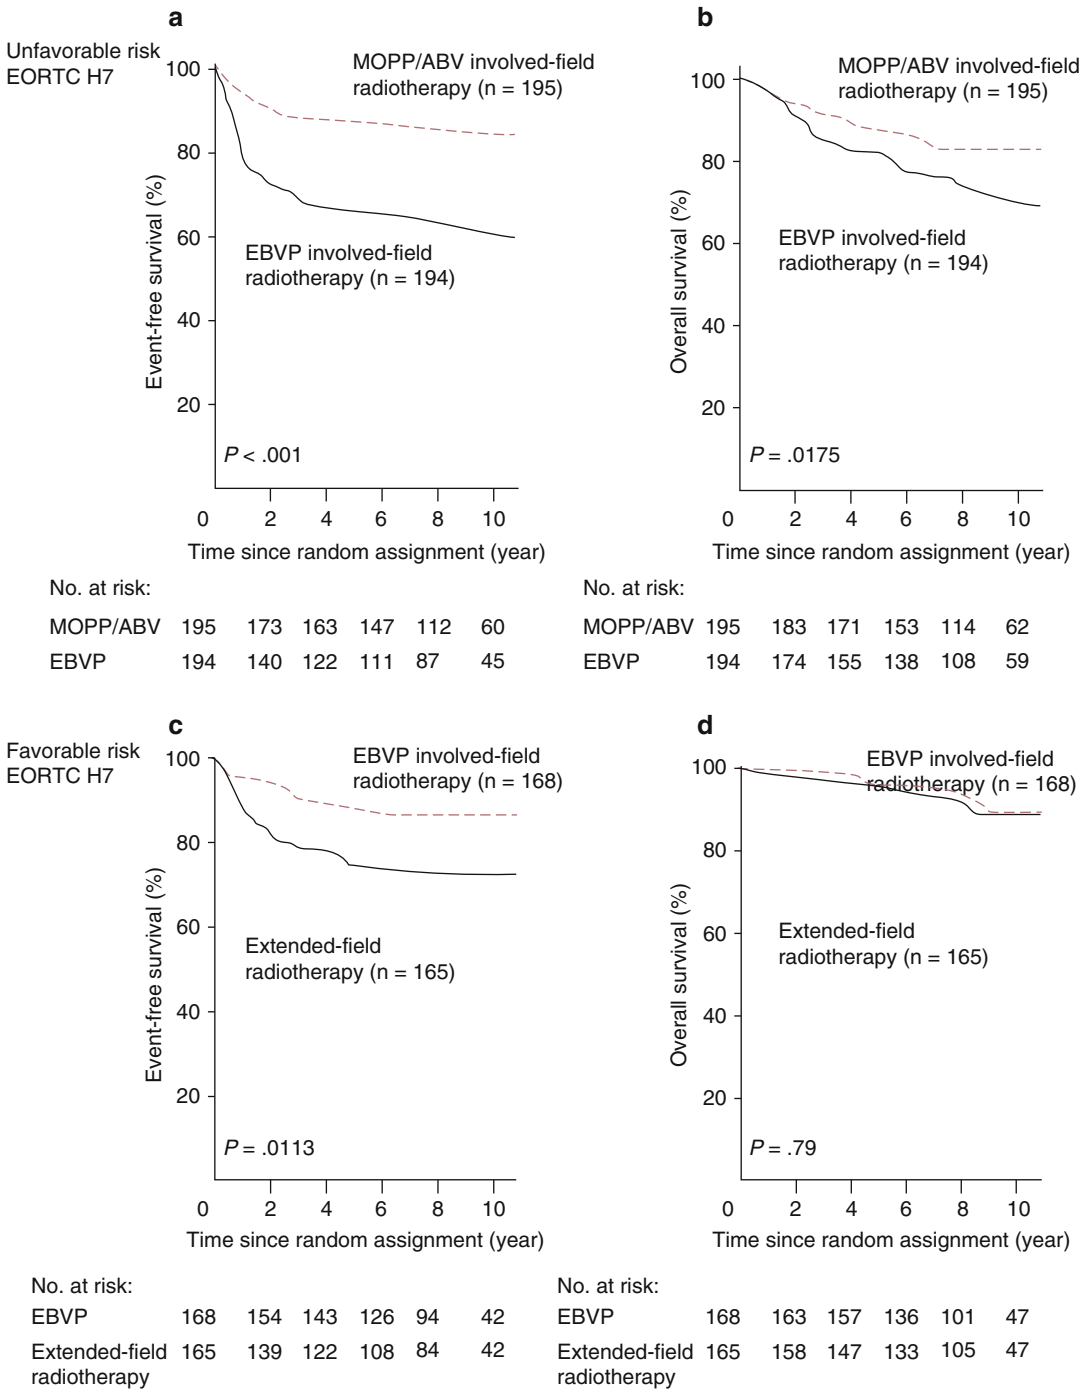 a
Unfavorable risk
EORTC H7
MOPP/ABV involved-field
radiotherapy (n = 195)
EBVP involved-field
radiotherapy (n = 194)
P < .001
100
80
60
40
20
Event-free survival (%)
0 2 4 6 8 10
Time since random assignment (year)
No. at risk:
MOPP/ABV 195 173 163 147 112 60
EBVP 194 140 122 111 87 45
b
MOPP/ABV involved-field
radiotherapy (n = 195)
EBVP involved-field
radiotherapy (n = 194)
P = .0175
100
80
60
40
20
Overall survival (%)
0 2 4 6 8 10
Time since random assignment (year)
No. at risk:
MOPP/ABV 195 183 171 153 114 62
EBVP 194 174 155 138 108 59
c
Favorable risk
EORTC H7
EBVP involved-field
radiotherapy (n = 168)
Extended-field
radiotherapy (n = 165)
P = .0113
100
80
60
40
20
Event-free survival (%)
0 2 4 6 8 10
Time since random assignment (year)
No. at risk:
EBVP 168 154 143 126 94 42
Extended-field 165 139 122 108 84 42
radiotherapy
d
EBVP involved-field
radiotherapy (n = 168)
Extended-field
radiotherapy (n = 165)
P = .79
100
80
60
40
20
Overall survival (%)
0 2 4 6 8 10
Time since random assignment (year)
No. at risk:
EBVP 168 163 157 136 101 47
Extended-field 165 158 147 133 105 47
radiotherapy